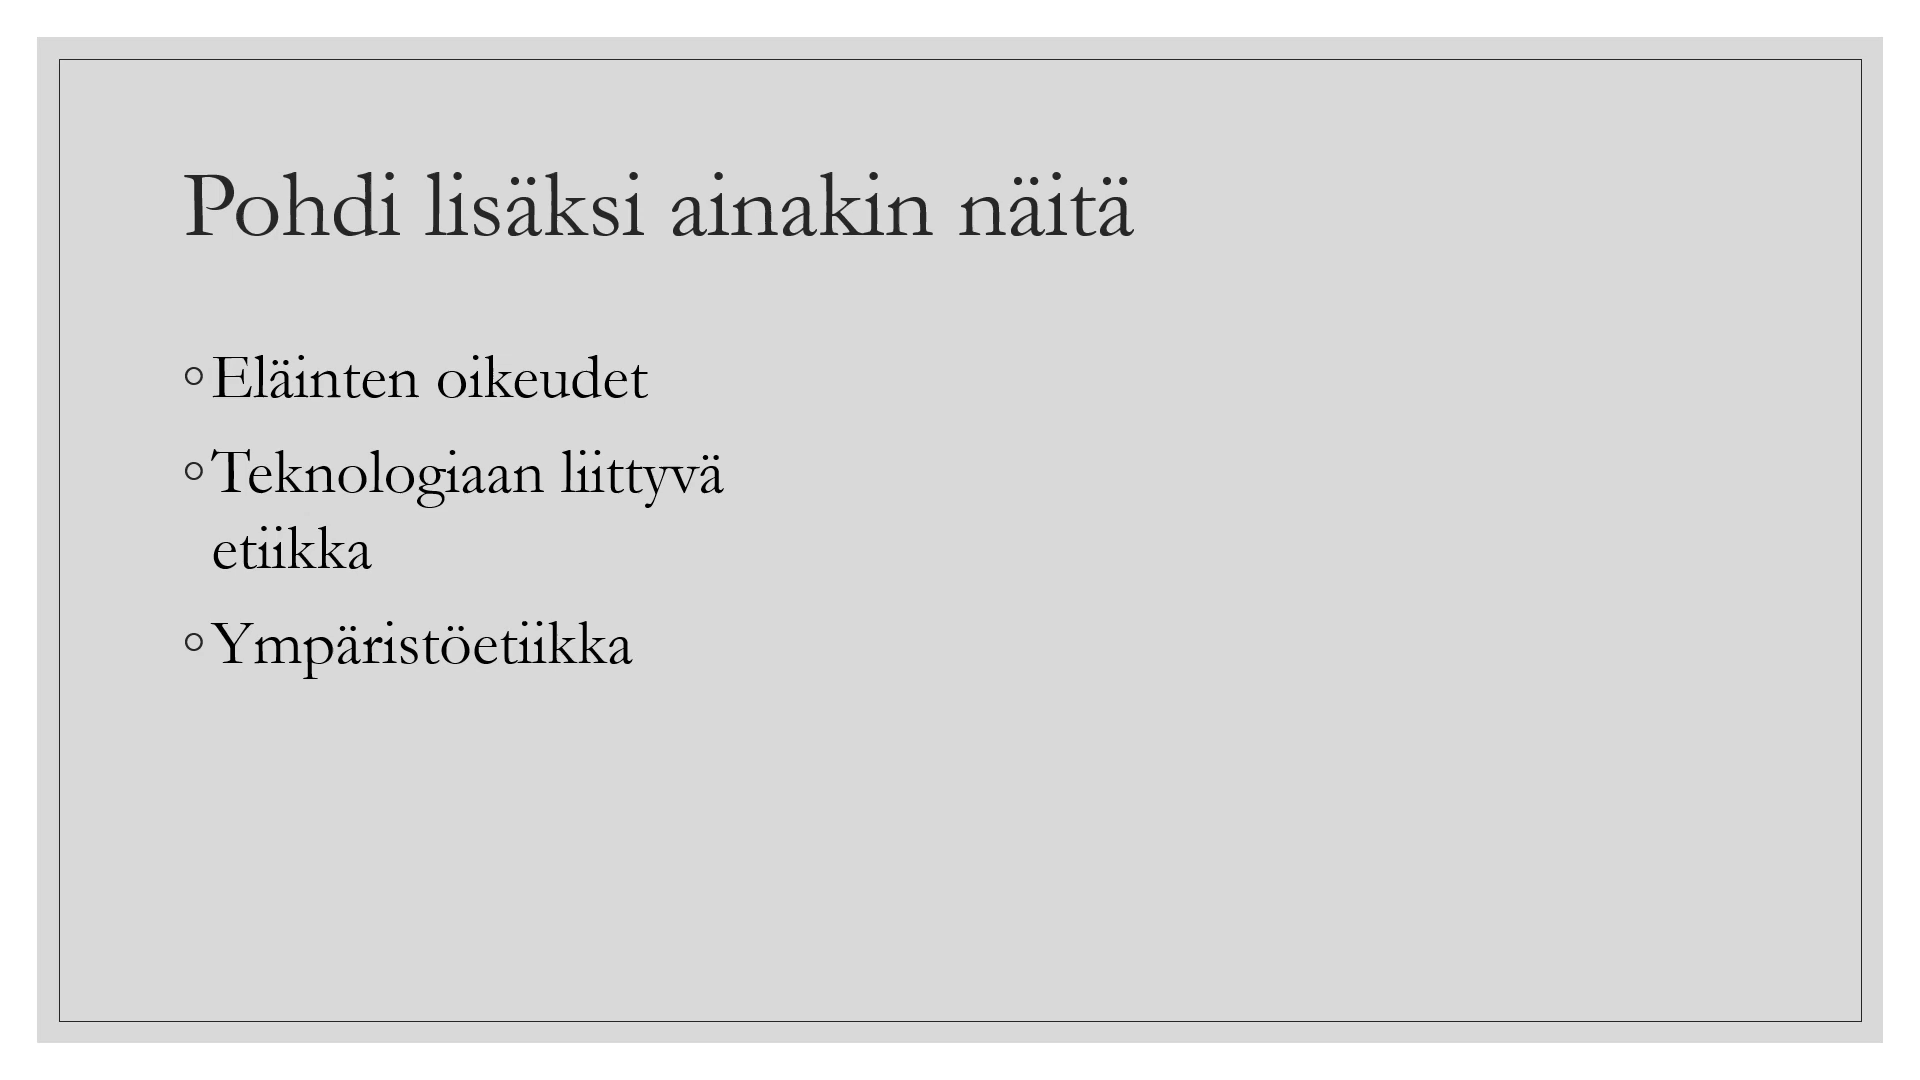 Pohdi lisäksi ainakin näitä
◦Eläinten oikeudet
◦Teknologiaan liittyvä
etiikka
◦Ympäristöetiikka